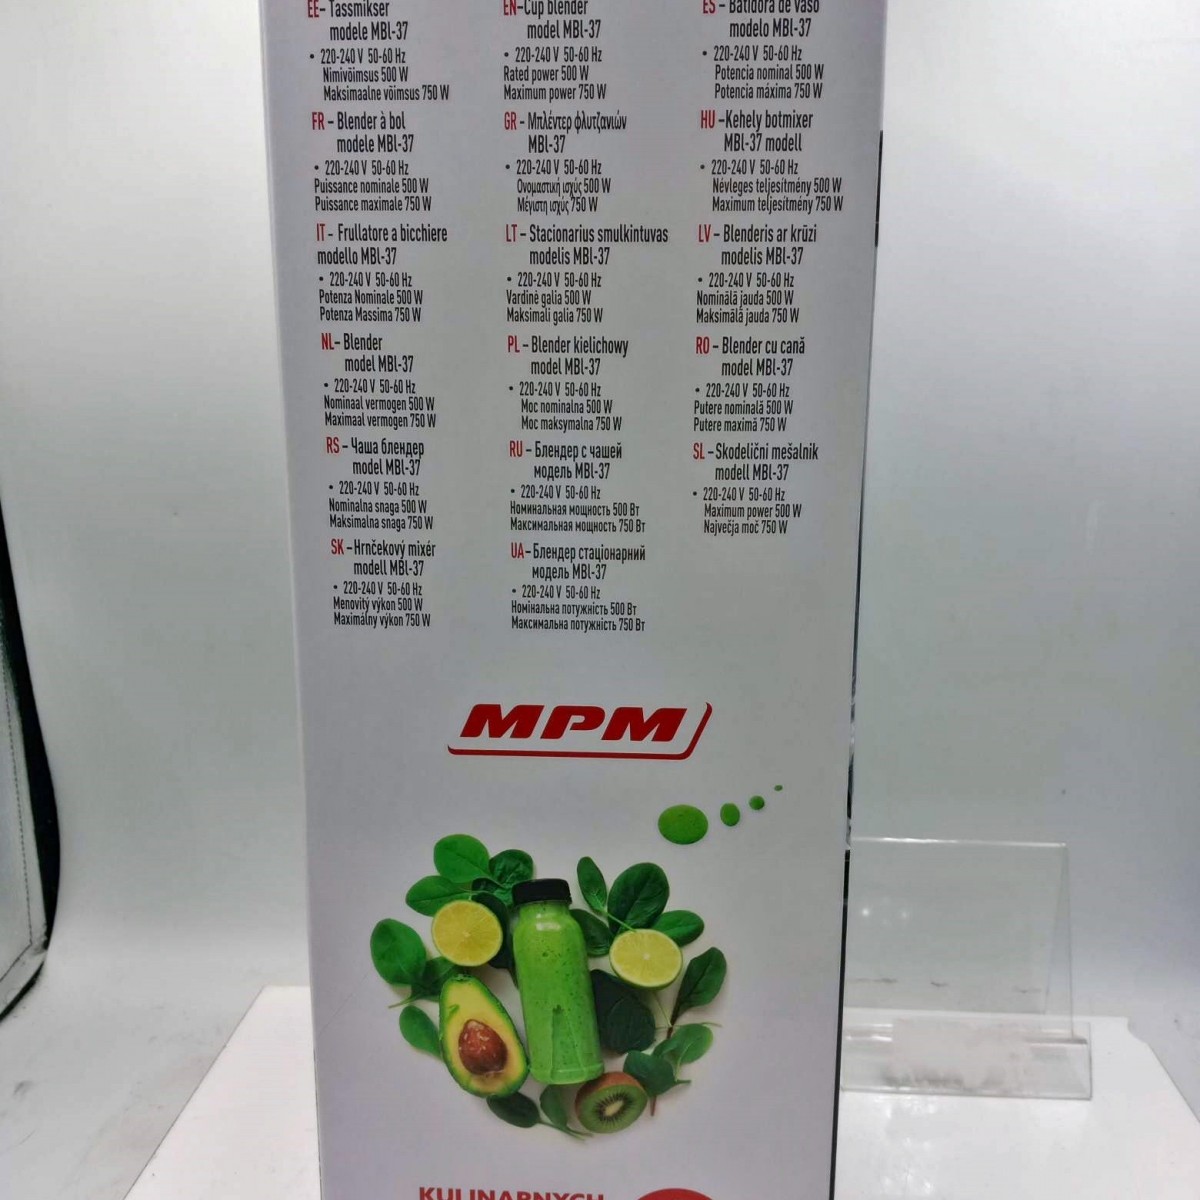 EE- Tassmikser
modele MBl-37
• 220-240 V 50-60 Hz
Nimivõimsus 500 W
Maksimaalne võimsus 750 W
EN-Cup blender
model MBl-37
• 220-240 V 50-60 Hz
Rated power 500 W
Maximum power 750 W
ES - Batidora de vaso
modelo MBl-37
• 220-240 V 50-60 Hz
Potencia nominal 500 W
Potencia máxima 750 W
FR - Blender à bol
modele MBl-37
• 220-240 V 50-60 Hz
Puissance nominale 500 W
Puissance maximale 750 W
GR - Μπλέντερ φλυτζανιών
MBl-37
• 220-240 V 50-60 Hz
Ονομαστική ισχύς 500 W
Μέγιστη ισχύς 750 W
HU -Kehely botmixer
MBl-37 modell
• 220-240 V 50-60 Hz
Névleges teljesítmény 500 W
Maximum teljesítmény 750 W
IT - Frullatore a bicchiere
modello MBl-37
• 220-240 V 50-60 Hz
Potenza Nominale 500 W
Potenza Massima 750 W
LT - Stacionarius smulkintuvas
modelis MBl-37
• 220-240 V 50-60 Hz
Vardinė galia 500 W
Maksimali galia 750 W
LV - Blenderis ar krūzi
modelis MBl-37
• 220-240 V 50-60 Hz
Nominālā jauda 500 W
Maksimālā jauda 750 W
NL- Blender
model MBl-37
• 220-240 V 50-60 Hz
Nominaal vermogen 500 W
Maximaal vermogen 750 W
PL - Blender kielichowy
model MBl-37
• 220-240 V 50-60 Hz
Moc nominalna 500 W
Moc maksymalna 750 W
RO - Blender cu cană
model MBl-37
• 220-240 V 50-60 Hz
Putere nominală 500 W
Putere maximă 750 W
RS - Чаша блендер
model MBl-37
• 220-240 V 50-60 Hz
Nominalna snaga 500 W
Maksimalna snaga 750 W
RU - Блендер с чашей
модель MBl-37
• 220-240 V 50-60 Hz
Номинальная мощность 500 Вт
Максимальная мощность 750 Вт
SL -Skodelični mešalnik
modell MBl-37
• 220-240 V 50-60 Hz
Maximum power 500 W
Največja moč 750 W
SK -Hrnčekový mixér
modell MBl-37
• 220-240 V 50-60 Hz
Menovitý výkon 500 W
Maximálny výkon 750 W
UA- Блендер стаціонарний
модель MBl-37
• 220-240 V 50-60 Hz
Номінальна потужність 500 Вт
Максимальна потужність 750 Вт
MPM
KULINARNYCH